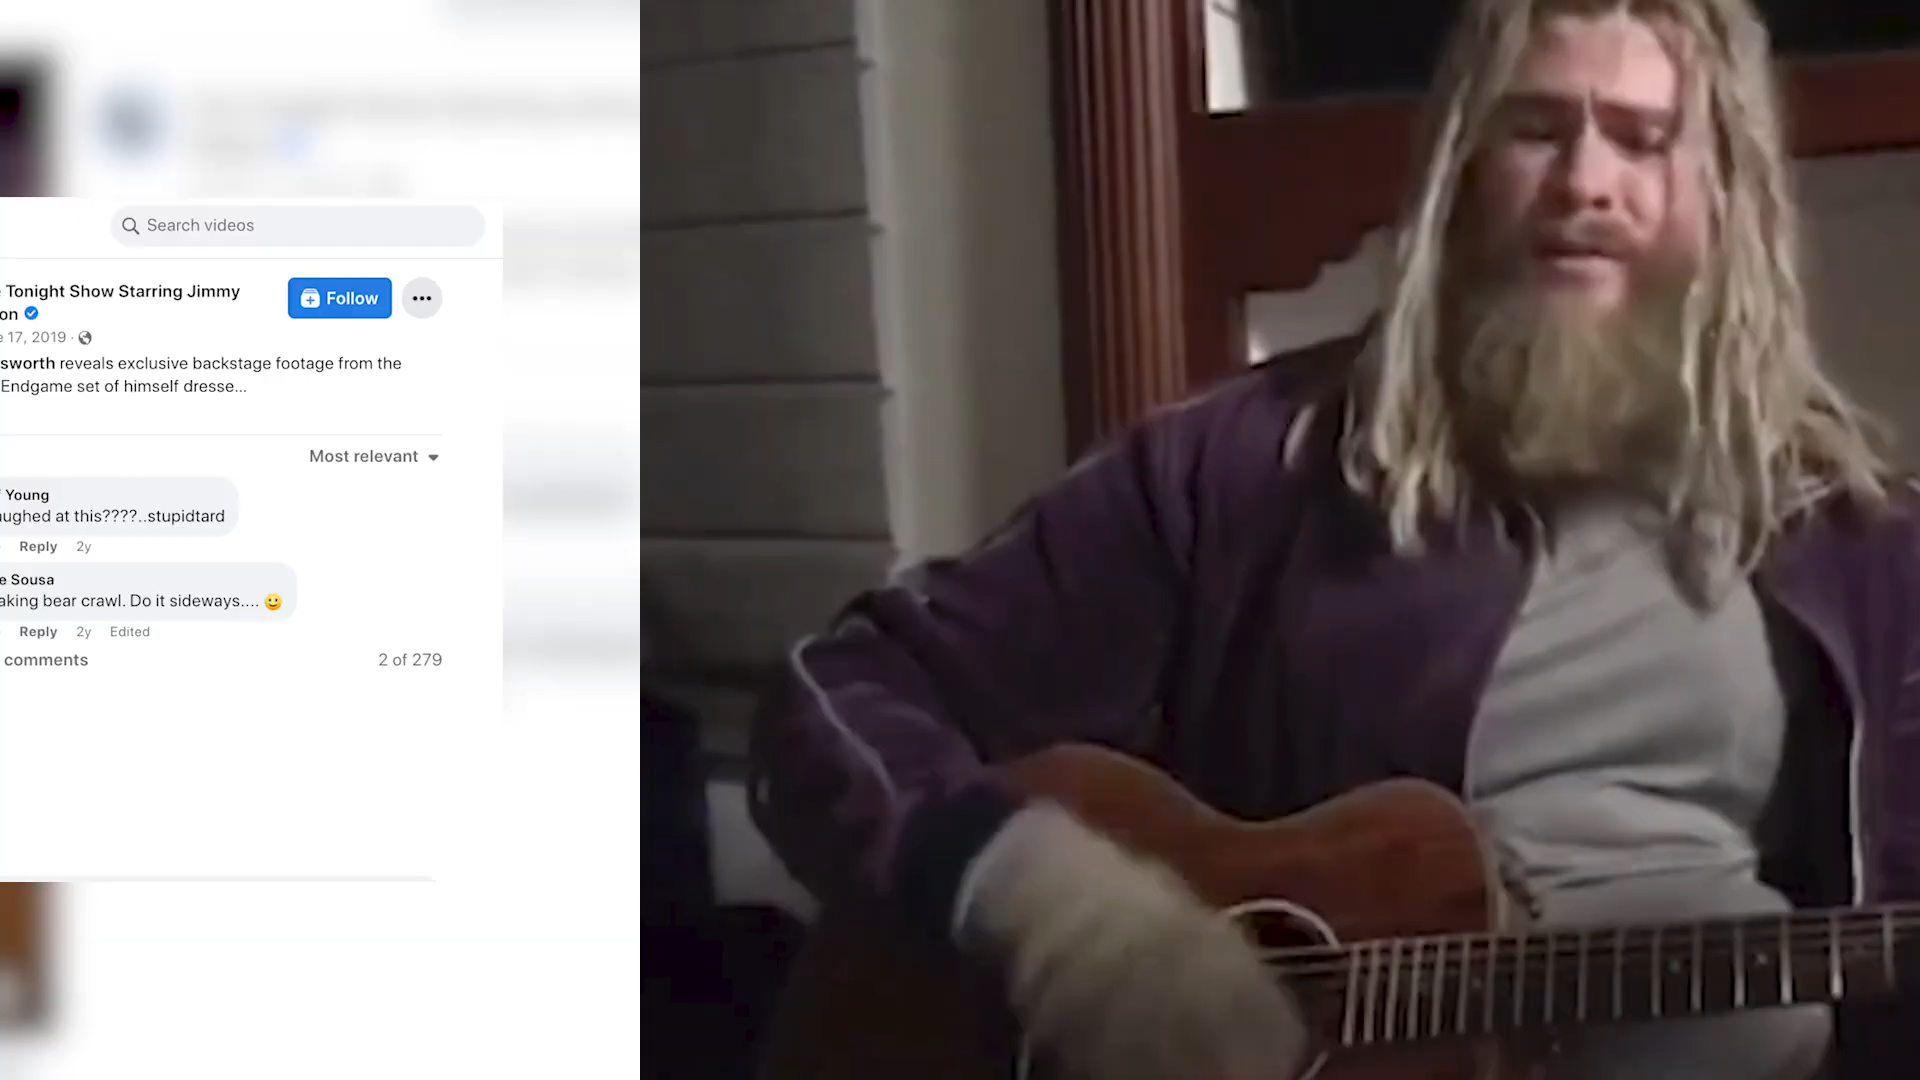 Search videos
Tonight Show Starring Jimmy
on
Follow
17, 2019
sworth reveals exclusive backstage footage from the
Endgame set of himself dresse...
Most relevant
Young
aughed at this????..stupidtard
Reply 2y
e Sousa
aking bear crawl. Do it sideways....
Reply 2y Edited
comments
2 of 279